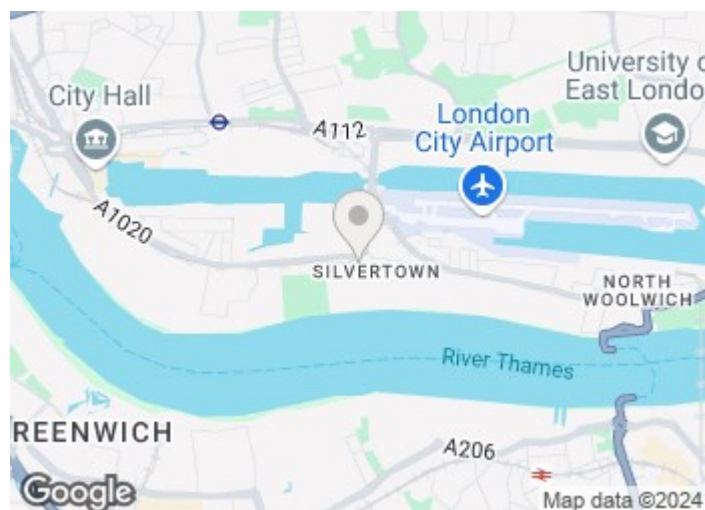 University o
East Londo
City Hall
A112
London
City Airport
A1020
SILVERTOWN
NORTH
WOOLWICH
River Thames
REENWICH
A206
Google
Map data ©2024